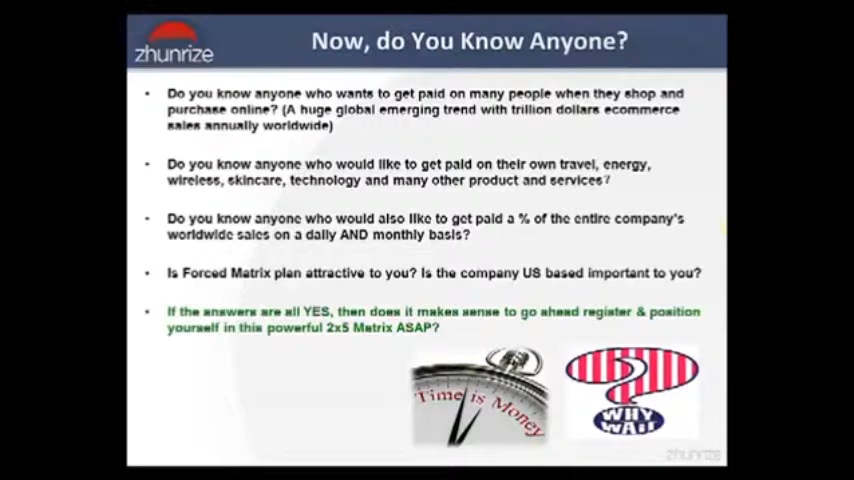 zhunrize
Now, do You Know Anyone?
• Do you know anyone who wants to get paid on many people when they shop and
purchase online? (A huge global emerging trend with trillion dollars ecommerce
sales annually worldwide)
• Do you know anyone who would like to get paid on their own travel, energy,
wireless, skincare, technology and many other product and services?
• Do you know anyone who would also like to get paid a % of the entire company's
worldwide sales on a daily AND monthly basis?
• Is Forced Matrix plan attractive to you? Is the company US based important to you?
• If the answers are all YES, then does it makes sense to go ahead register & position
yourself in this powerful 2x5 Matrix ASAP?
Time is Money
WHY
WAIT
zhunrize